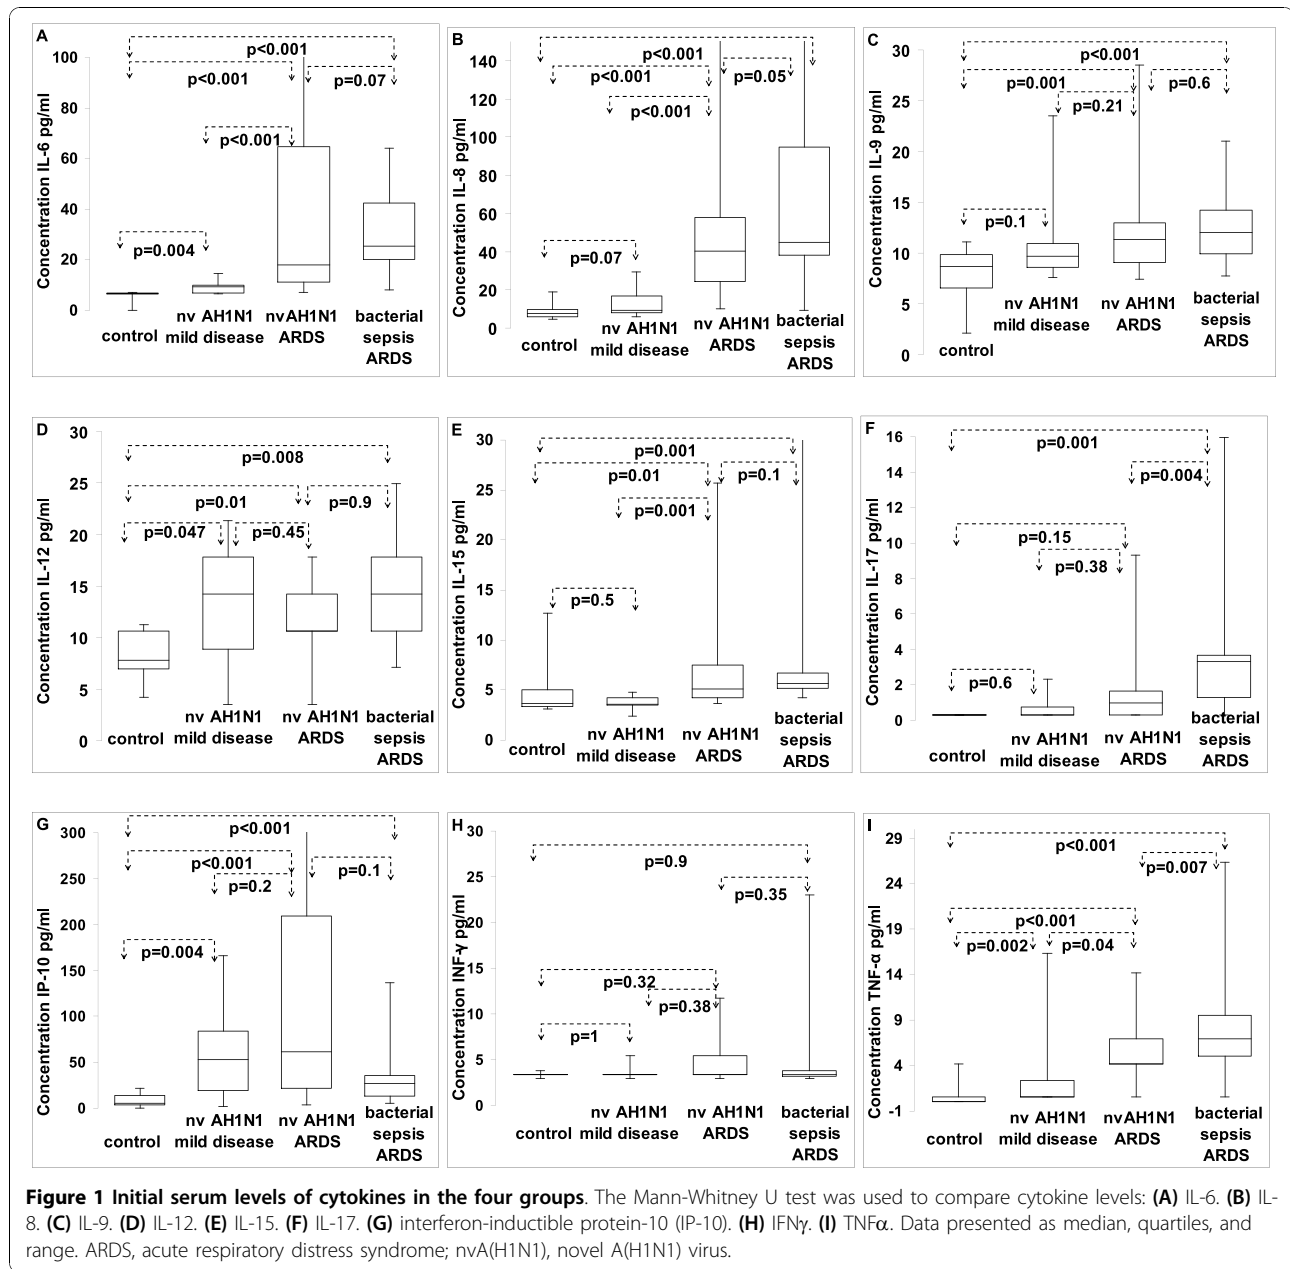 A
Concentration IL-6 pg/ml
100
80
60
40
20
0
p<0.001
p<0.001
p=0.07
p<0.001
p=0.004
control
nv AH1N1
mild disease
nvAH1N1
ARDS
bacterial
sepsis
ARDS
B
Concentration IL-8 pg/ml
140
120
100
80
60
40
20
0
p<0.001
p<0.001
p=0.05
p<0.001
p=0.07
control
nv AH1N1
mild disease
nv AH1N1
ARDS
bacterial
sepsis
ARDS
C
Concentration IL-9 pg/ml
30
25
20
15
10
5
0
p<0.001
p=0.001
p=0.6
p=0.21
p=0.1
control
nv AH1N1
mild disease
nv AH1N1
ARDS
bacterial
sepsis
ARDS
D
Concentration IL-12 pg/ml
30
25
20
15
10
5
0
p=0.008
p=0.01
p=0.9
p=0.047
p=0.45
control
nv AH1N1
mild disease
nv AH1N1
ARDS
bacterial
sepsis
ARDS
E
Concentration IL-15 pg/ml
30
25
20
15
10
5
0
p=0.001
p=0.01
p=0.1
p=0.001
p=0.5
control
nv AH1N1
mild disease
nv AH1N1
ARDS
bacterial
sepsis
ARDS
F
Concentration IL-17 pg/ml
16
14
12
10
8
6
4
2
0
p=0.001
p=0.004
p=0.15
p=0.38
p=0.6
control
nv AH1N1
mild disease
nv AH1N1
ARDS
bacterial
sepsis
ARDS
G
Concentration IP-10 pg/ml
300
250
200
150
100
50
0
p<0.001
p<0.001
p=0.1
p=0.2
p=0.004
control
nv AH1N1
mild disease
nv AH1N1
ARDS
bacterial
sepsis
ARDS
H
Concentration INF-γ pg/ml
30
25
20
15
10
5
0
p=0.9
p=0.35
p=0.32
p=0.38
p=1
control
nv AH1N1
mild disease
nv AH1N1
ARDS
bacterial
sepsis
ARDS
I
Concentration TNF-α pg/ml
29
24
19
14
9
4
-1
p<0.001
p=0.007
p<0.001
p=0.002
p=0.04
control
nv AH1N1
mild disease
nvAH1N1
ARDS
bacterial
sepsis
ARDS
Figure 1 Initial serum levels of cytokines in the four groups. The Mann-Whitney U test was used to compare cytokine levels: (A) IL-6. (B) IL-
8. (C) IL-9. (D) IL-12. (E) IL-15. (F) IL-17. (G) interferon-inductible protein-10 (IP-10). (H) IFNγ. (I) TNFα. Data presented as median, quartiles, and
range. ARDS, acute respiratory distress syndrome; nvA(H1N1), novel A(H1N1) virus.